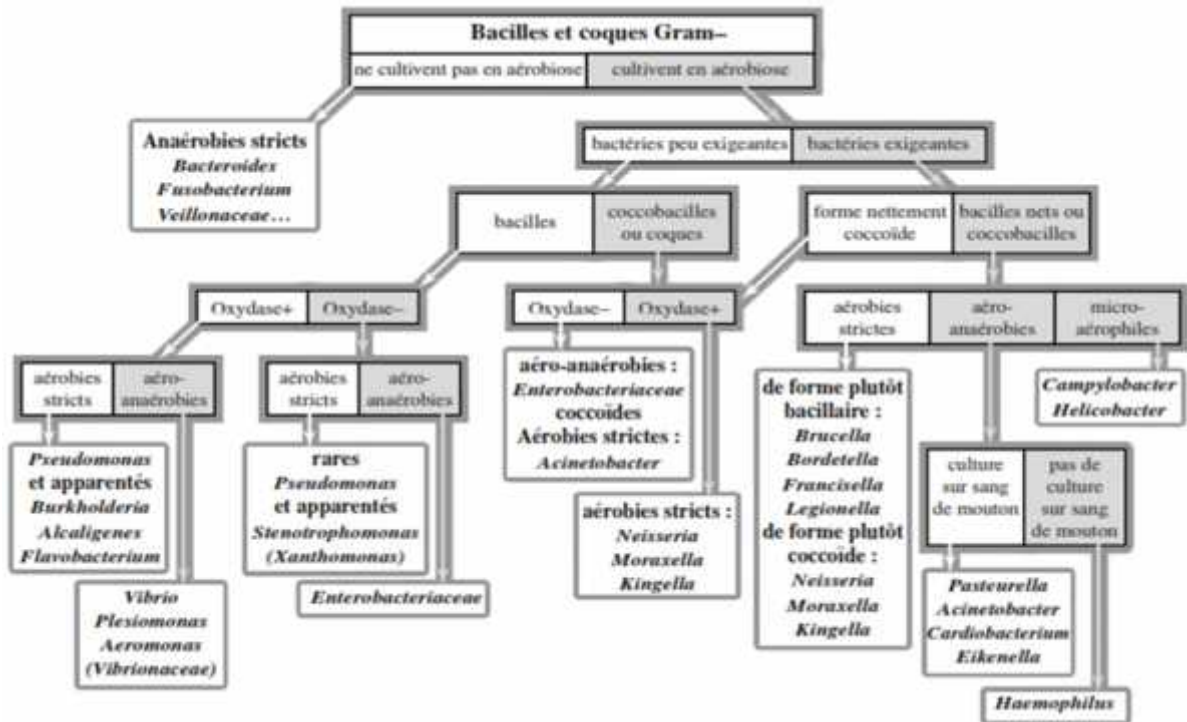 Bacilles et coques Gram–
ne cultivent pas en aérobiose
cultivent en aérobiose
Anaérobies stricts
Bacteroides
Fusobacterium
Veillonaceae…
bactéries peu exigeantes
bactéries exigeantes
bacilles
coccobacilles
ou coques
forme nettement
coccoïde
bacilles nets ou
coccobacilles
Oxydase+
Oxydase–
Oxydase–
Oxydase+
aérobies
strictes
aéro-
anaérobies
micro-
aérophiles
aérobies
stricts
aéro-
anaérobies
aérobies
stricts
aéro-
anaérobies
aéro-anaérobies :
Enterobacteriaceae
coccoïdes
Aérobies strictes :
Acinetobacter
de forme plutôt
bacillaire :
Brucella
Bordetella
Francisella
Legionella
de forme plutôt
coccoïde :
Neisseria
Moraxella
Kingella
Campylobacter
Helicobacter
Pseudomonas
et apparentés
Burkholderia
Alcaligenes
Flavobacterium
rares
Pseudomonas
et apparentés
Stenotrophomonas
(Xanthomonas)
aérobies stricts :
Neisseria
Moraxella
Kingella
culture
sur sang
de mouton
pas de
culture
sur sang
de mouton
Vibrio
Plesiomonas
Aeromonas
(Vibrionaceae)
Enterobacteriaceae
Pasteurella
Acinetobacter
Cardiobacterium
Eikenella
Haemophilus